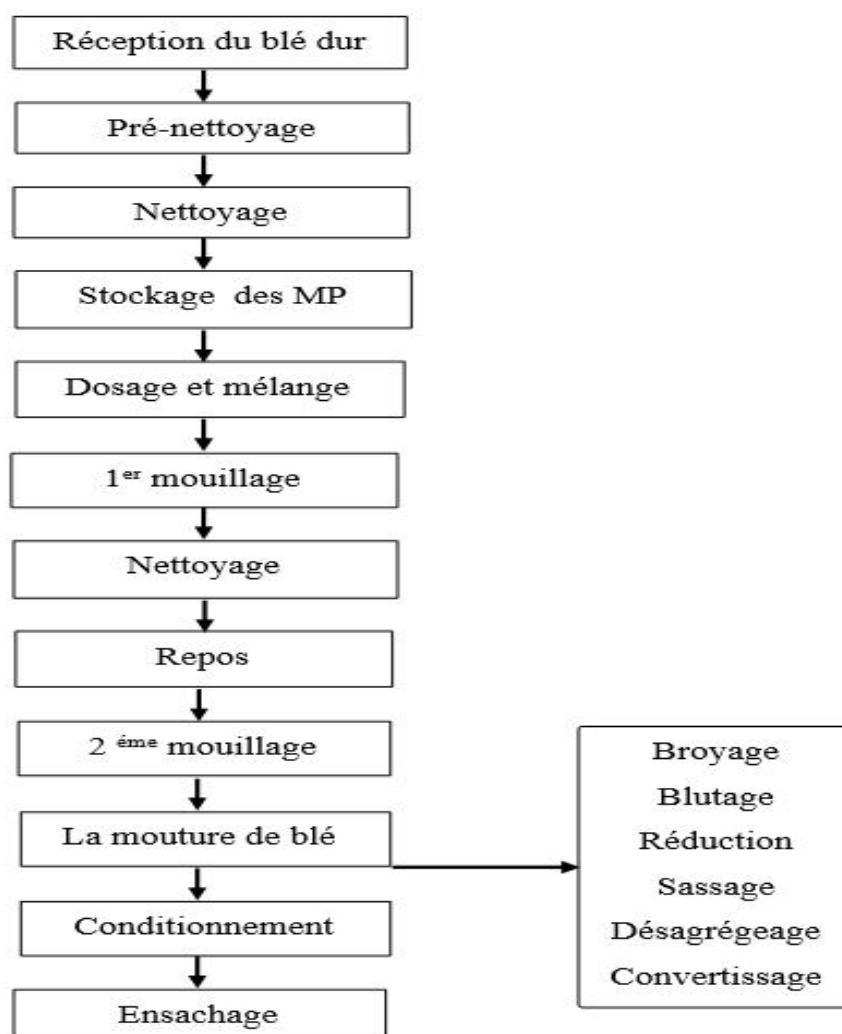 Réception du blé dur
Pré-nettoyage
Nettoyage
Stockage des MP
Dosage et mélange
1er mouillage
Nettoyage
Repos
2 éme mouillage
La mouture de blé
Conditionnement
Ensachage
Broyage
Blutage
Réduction
Sassage
Désagrégeage
Convertissage